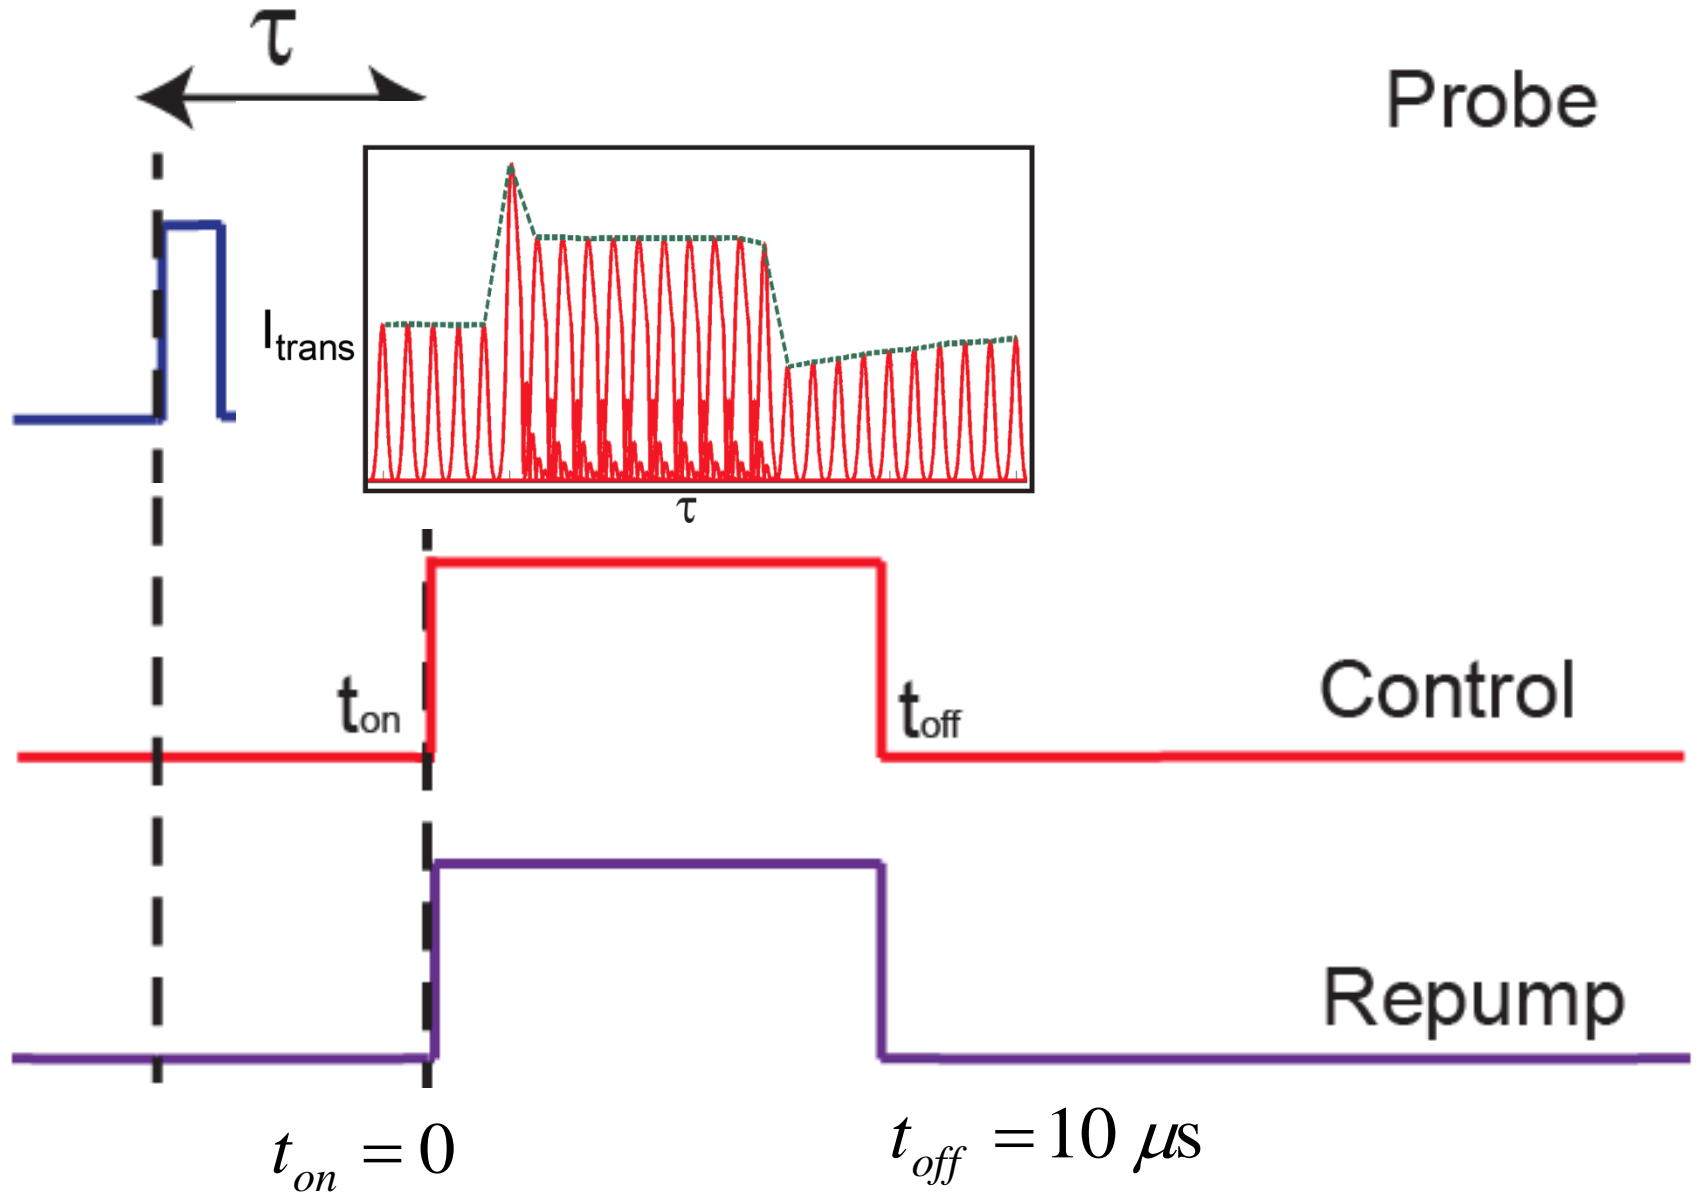 τ
Probe
I_trans
τ
t_on
t_off
Control
Repump
t_on = 0
t_off = 10 μs